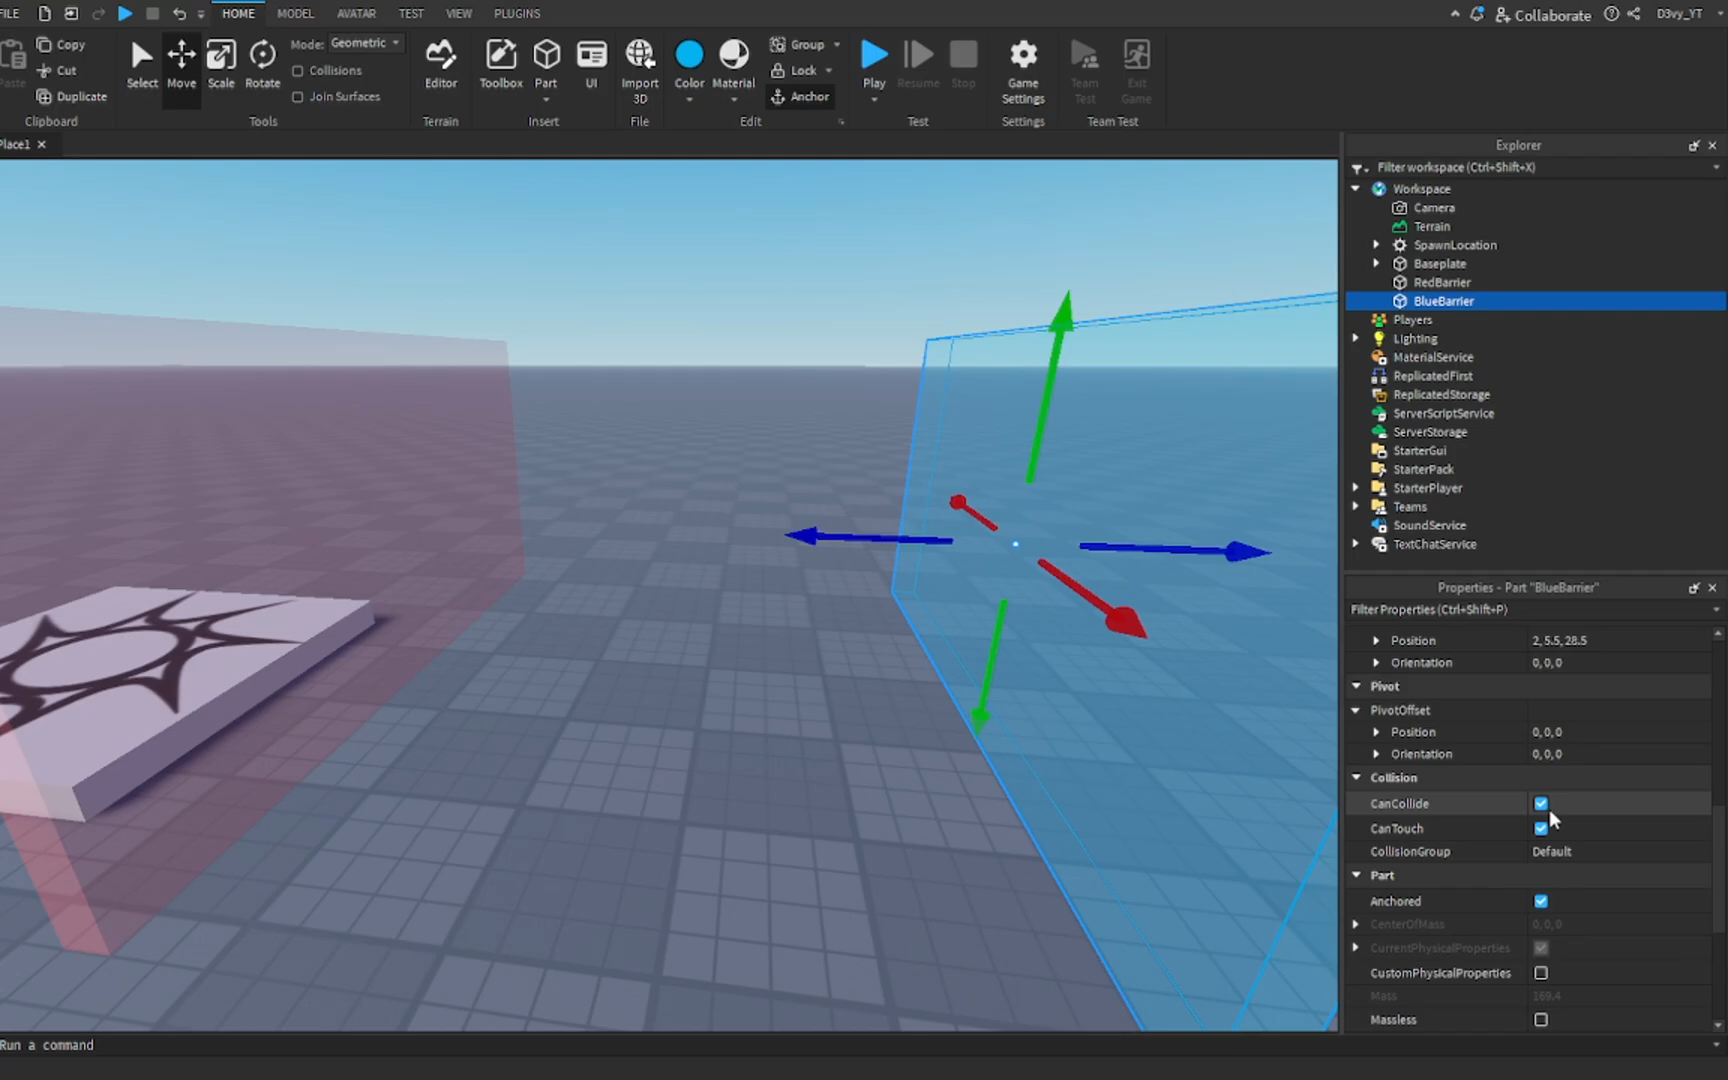 FILE HOME MODEL AVATAR TEST VIEW PLUGINS Collaborate D3vy_YT
Paste Copy Cut Duplicate
Clipboard
Select Move Scale Rotate
Mode: Geometric
Collisions
Join Surfaces
Tools
Editor
Terrain
Toolbox Part UI
Insert
Import 3D
File
Color Material
Group
Lock
Anchor
Edit
Play Resume Stop
Test
Game Settings
Settings
Team Test Exit Game
Team Test
Place1
Explorer
Filter workspace (Ctrl+Shift+X)
Workspace
Camera
Terrain
SpawnLocation
Baseplate
RedBarrier
BlueBarrier
Players
Lighting
MaterialService
ReplicatedFirst
ReplicatedStorage
ServerScriptService
ServerStorage
StarterGui
StarterPack
StarterPlayer
Teams
SoundService
TextChatService
Properties - Part "BlueBarrier"
Filter Properties (Ctrl+Shift+P)
Position 2, 5.5, 28.5
Orientation 0, 0, 0
Pivot
PivotOffset
Position 0, 0, 0
Orientation 0, 0, 0
Collision
CanCollide
CanTouch
CollisionGroup Default
Part
Anchored
CenterOfMass 0, 0, 0
CurrentPhysicalProperties
CustomPhysicalProperties
Mass 169.4
Massless
Run a command